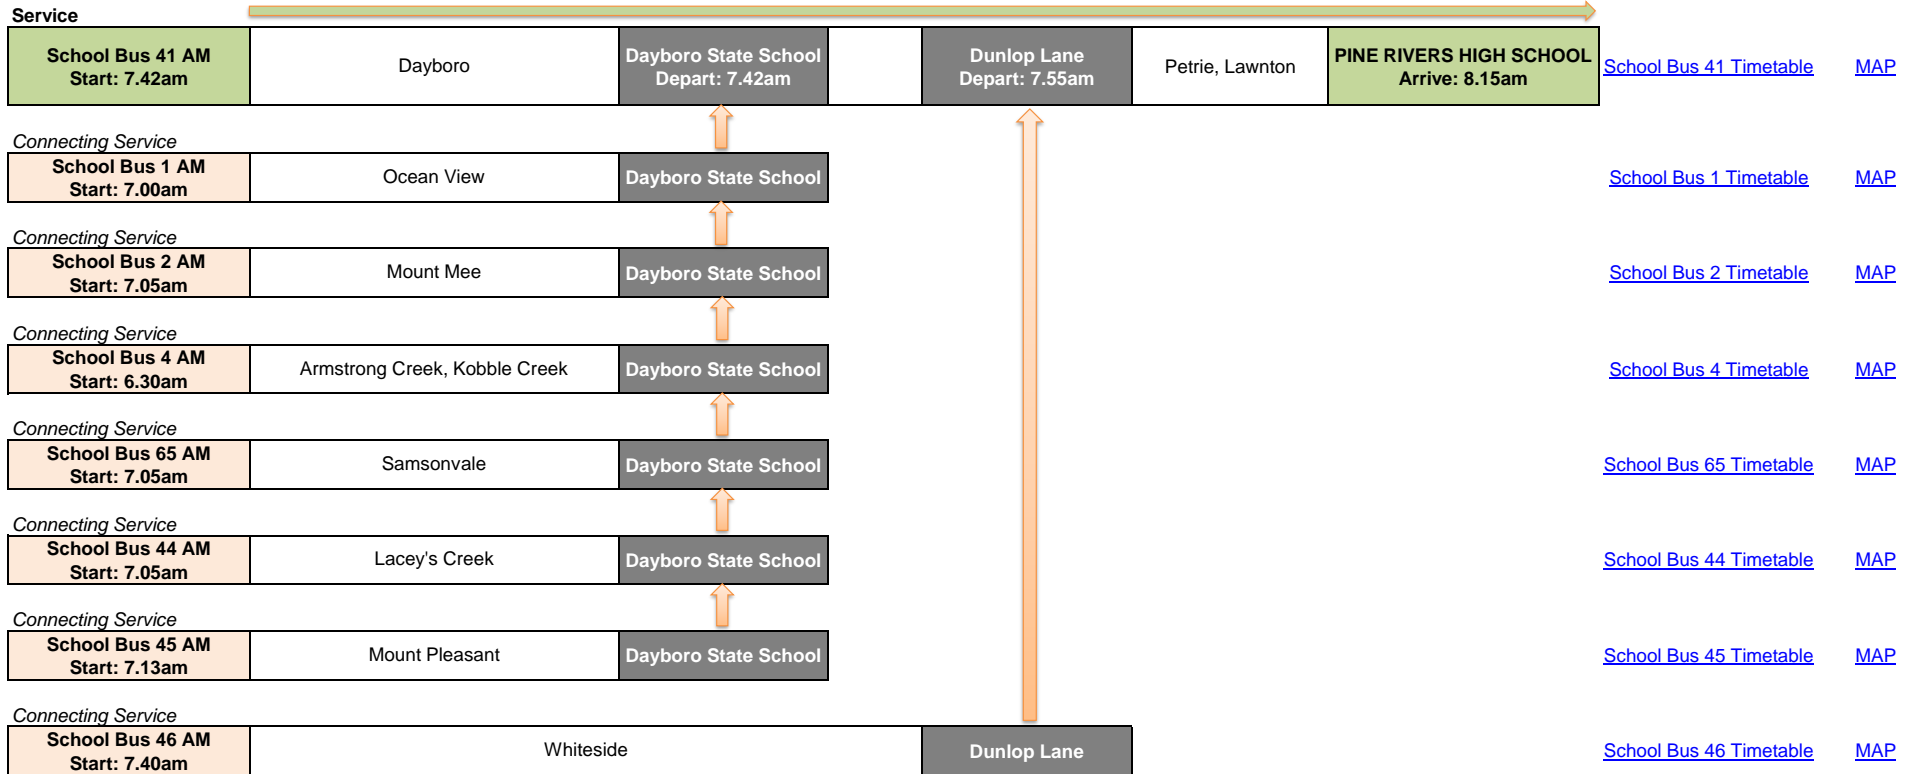 Service
School Bus 41 AM
Start: 7.42am
Dayboro
Dayboro State School
Depart: 7.42am
Dunlop Lane
Depart: 7.55am
Petrie, Lawnton
PINE RIVERS HIGH SCHOOL
Arrive: 8.15am
School Bus 41 Timetable
MAP
Connecting Service
School Bus 1 AM
Start: 7.00am
Ocean View
Dayboro State School
School Bus 1 Timetable
MAP
Connecting Service
School Bus 2 AM
Start: 7.05am
Mount Mee
Dayboro State School
School Bus 2 Timetable
MAP
Connecting Service
School Bus 4 AM
Start: 6.30am
Armstrong Creek, Kobble Creek
Dayboro State School
School Bus 4 Timetable
MAP
Connecting Service
School Bus 65 AM
Start: 7.05am
Samsonvale
Dayboro State School
School Bus 65 Timetable
MAP
Connecting Service
School Bus 44 AM
Start: 7.05am
Lacey's Creek
Dayboro State School
School Bus 44 Timetable
MAP
Connecting Service
School Bus 45 AM
Start: 7.13am
Mount Pleasant
Dayboro State School
School Bus 45 Timetable
MAP
Connecting Service
School Bus 46 AM
Start: 7.40am
Whiteside
Dunlop Lane
School Bus 46 Timetable
MAP